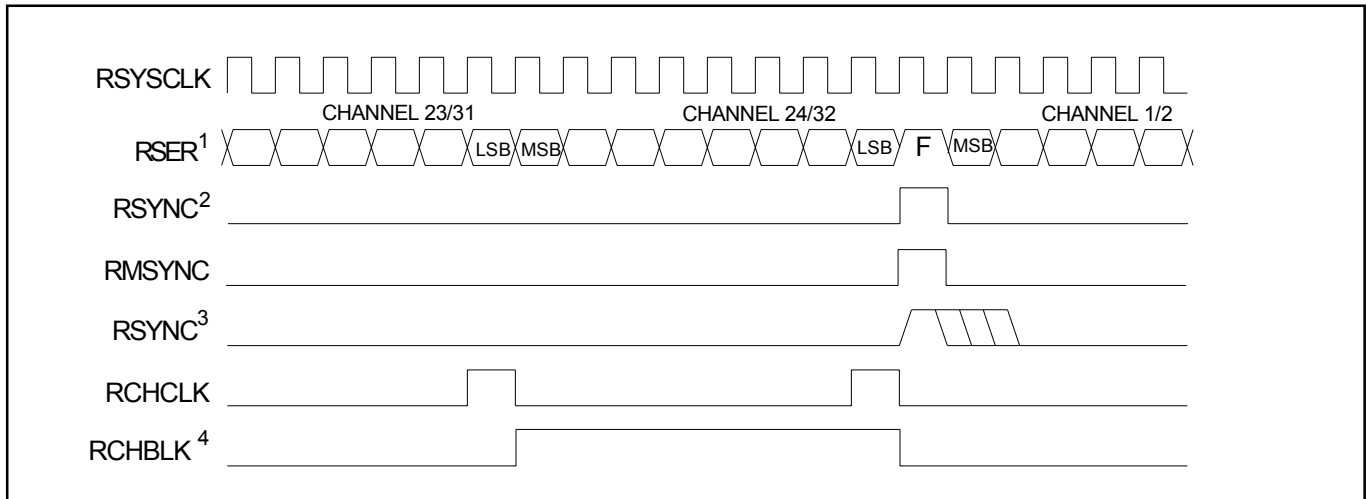 RSYSCLK
CHANNEL 23/31 CHANNEL 24/32 CHANNEL 1/2
RSER1 LSB MSB LSB F MSB
RSYNC2
RMSYNC
RSYNC3
RCHCLK
RCHBLK 4